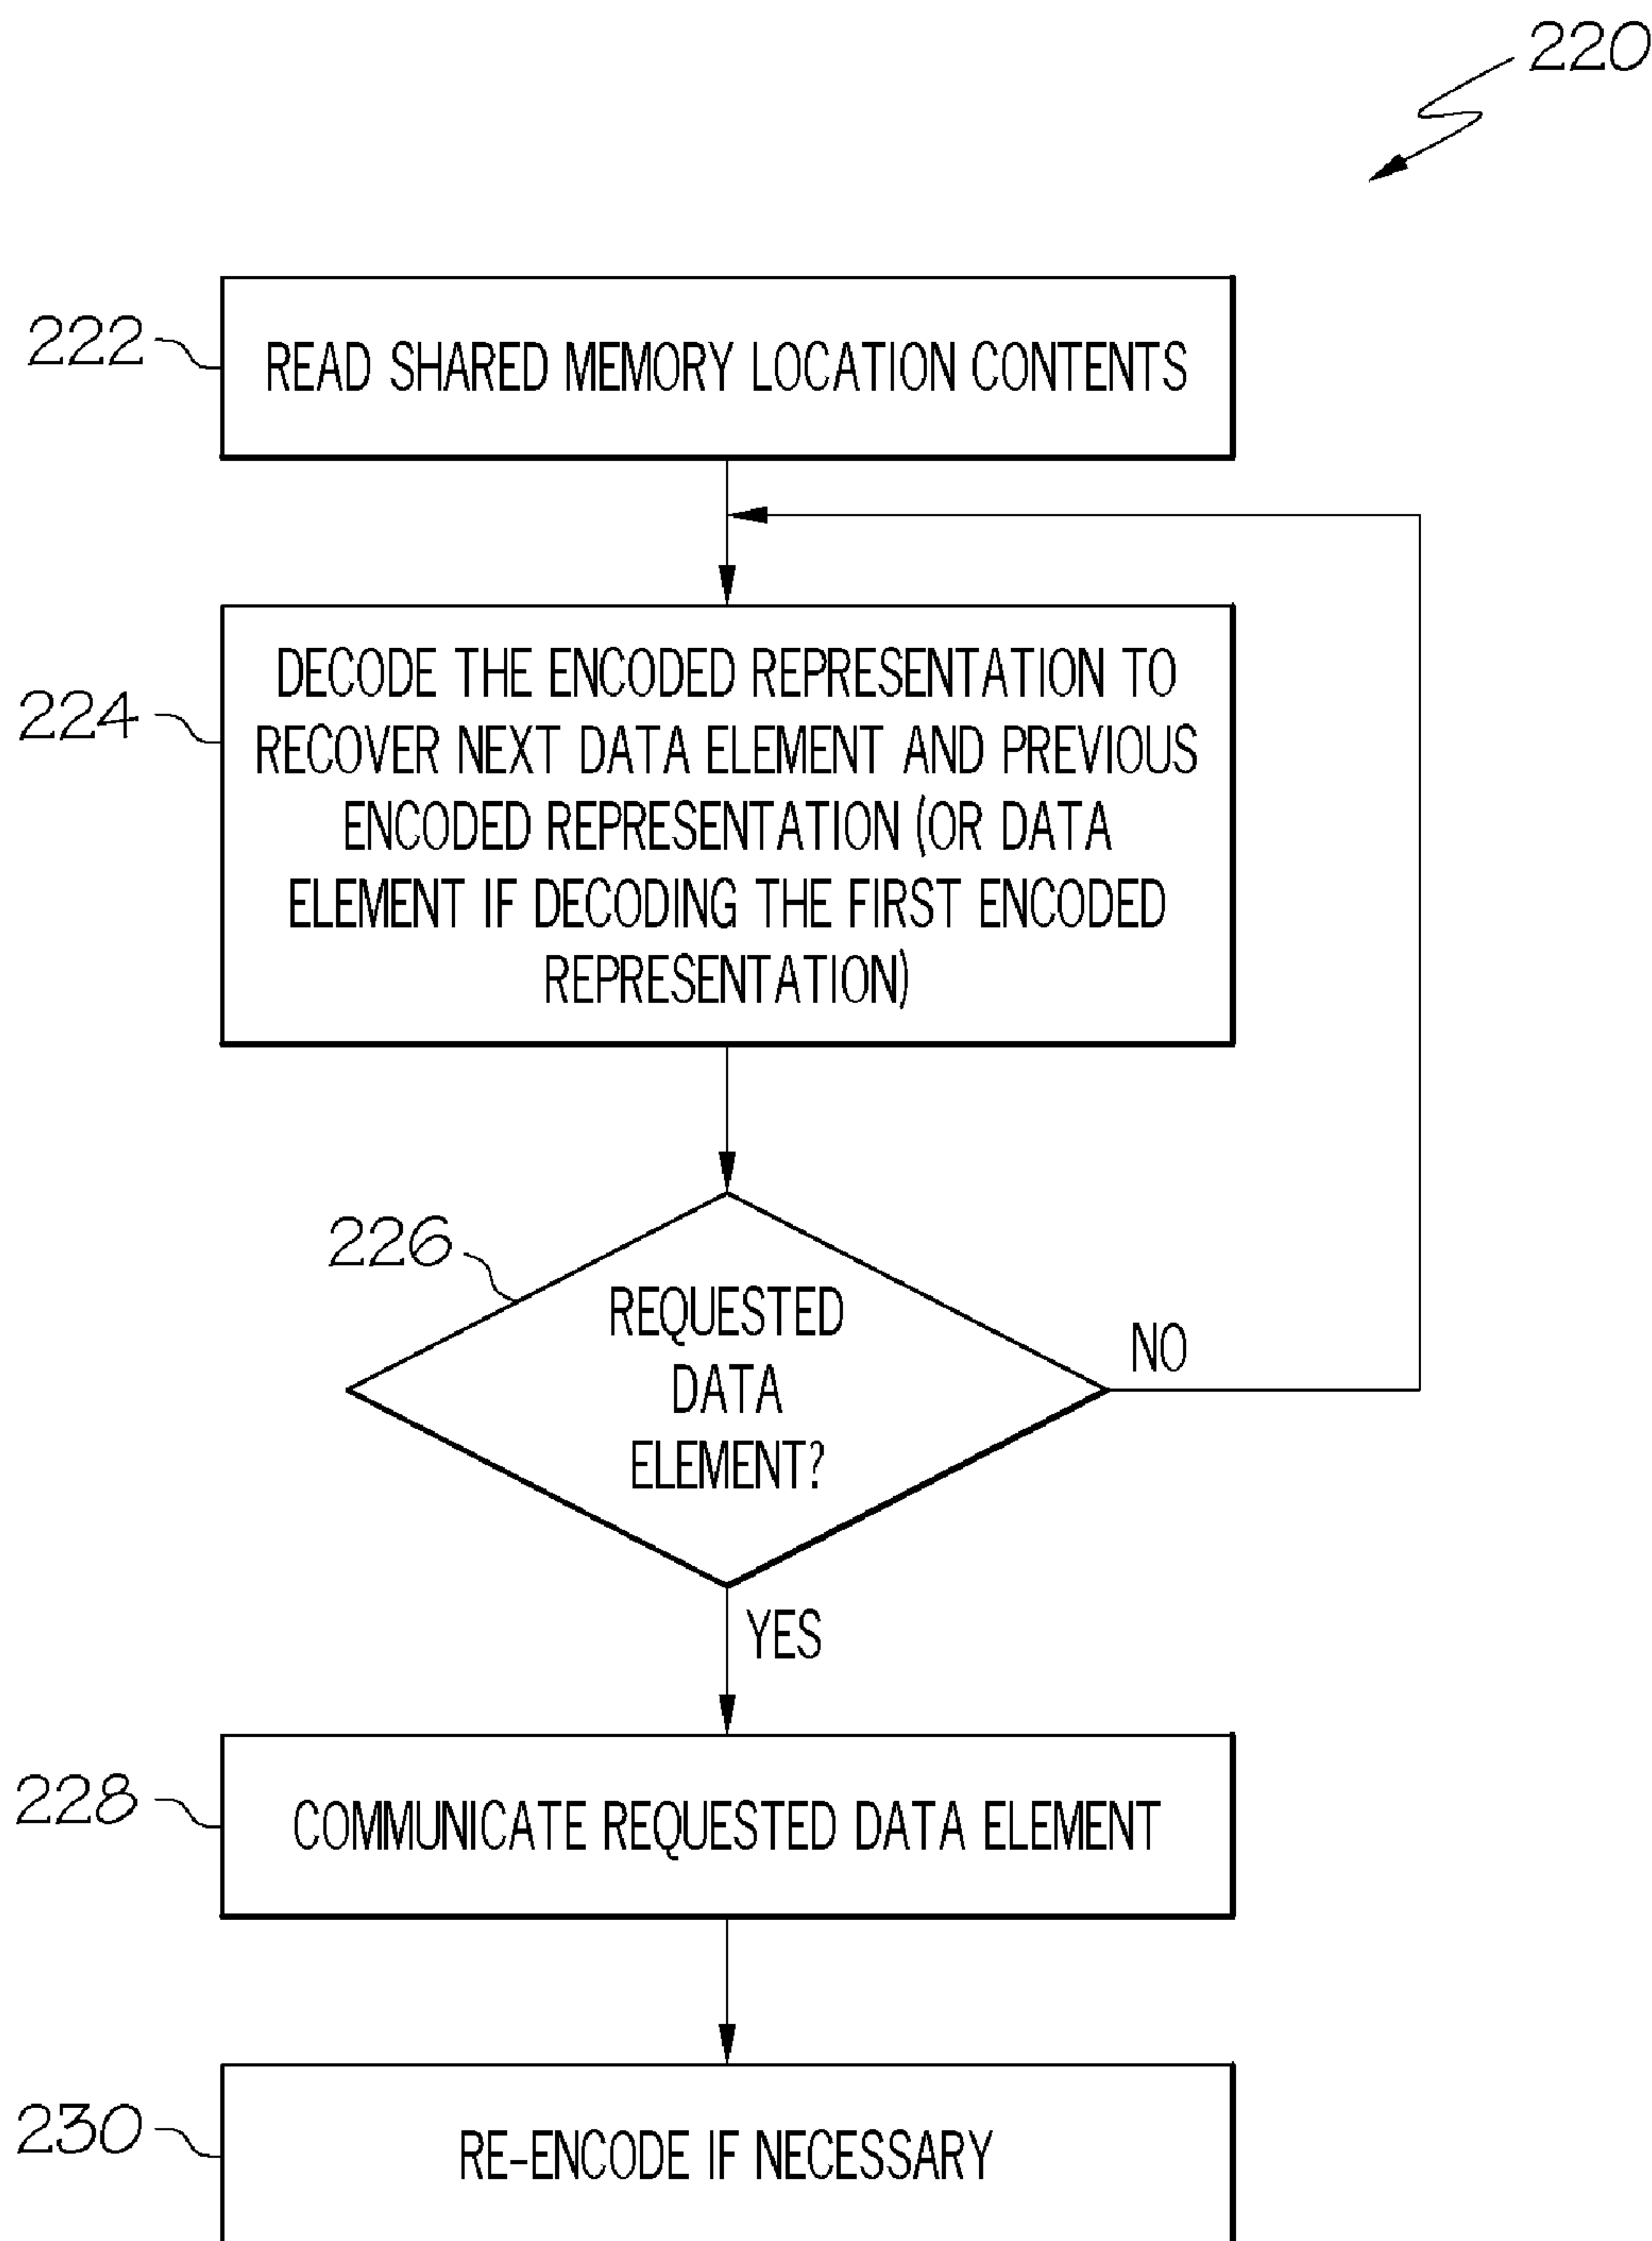 220
222
READ SHARED MEMORY LOCATION CONTENTS
224
DECODE THE ENCODED REPRESENTATION TO
RECOVER NEXT DATA ELEMENT AND PREVIOUS
ENCODED REPRESENTATION (OR DATA
ELEMENT IF DECODING THE FIRST ENCODED
REPRESENTATION)
226
REQUESTED
DATA
ELEMENT?
NO
YES
228
COMMUNICATE REQUESTED DATA ELEMENT
230
RE-ENCODE IF NECESSARY